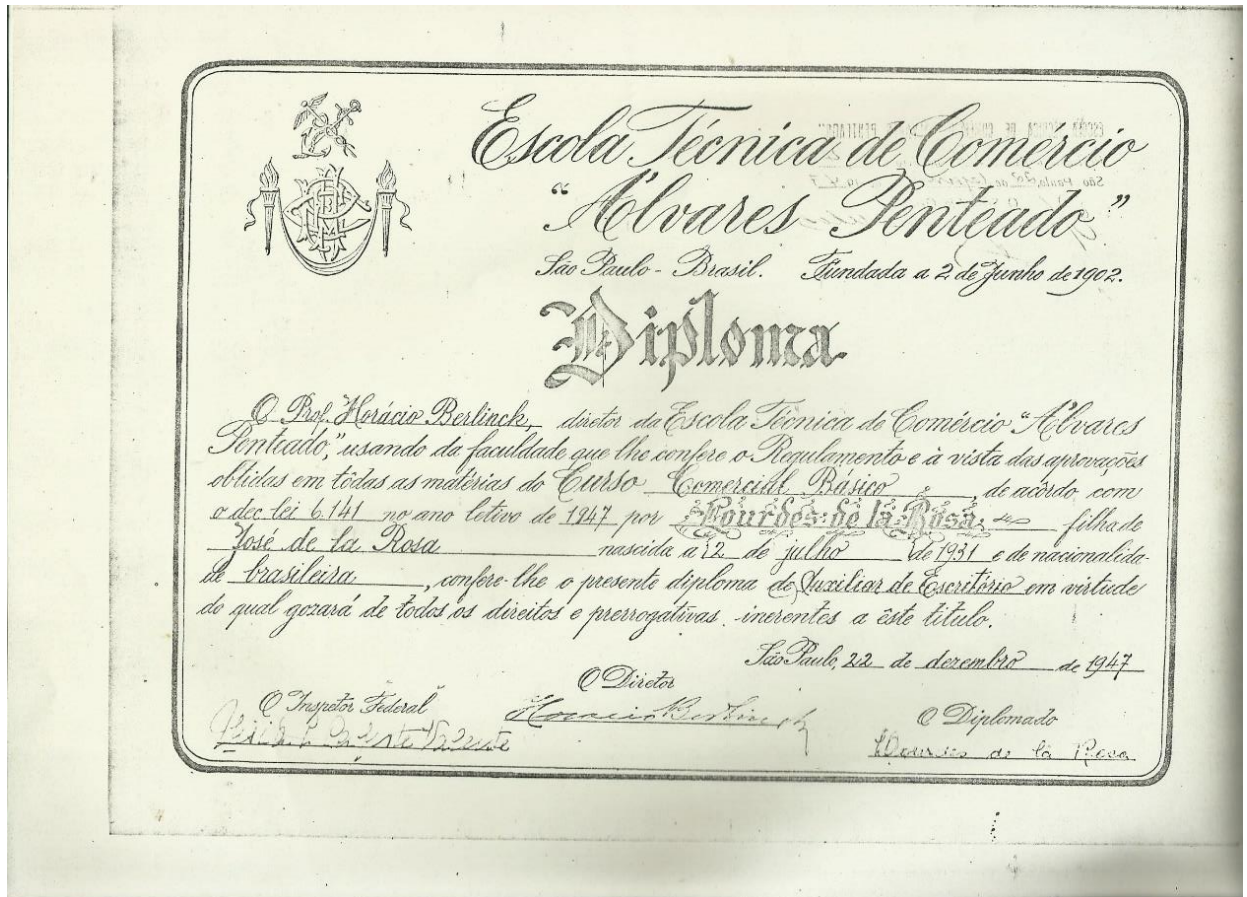 Escola Técnica de Comércio
"Álvares Penteado"
São Paulo - Brasil. Fundada a 2 de Junho de 1902.
Diploma
O Prof. Horácio Berlinck, diretor da Escola Técnica de Comércio "Álvares
Penteado", usando da faculdade que lhe confere o Regulamento e à vista das aprovações
obtidas em tôdas as matérias do Curso Comercial Básico, de acôrdo com
o dec. lei 6.141 no ano letivo de 1947 por Lourdes de la Rosa filha de
José de la Rosa nascida a 12 de julho de 1931 e de nacionalida-
de brasileira, confere-lhe o presente diploma de Auxiliar de Escritório em virtude
do qual gozará de todos os direitos e prerrogativas inerentes a êste título.
São Paulo, 22 de dezembro de 1947
O Diretor
O Inspetor Federal
Horacio Berlinck
O Diplomado
Lourdes de la Rosa